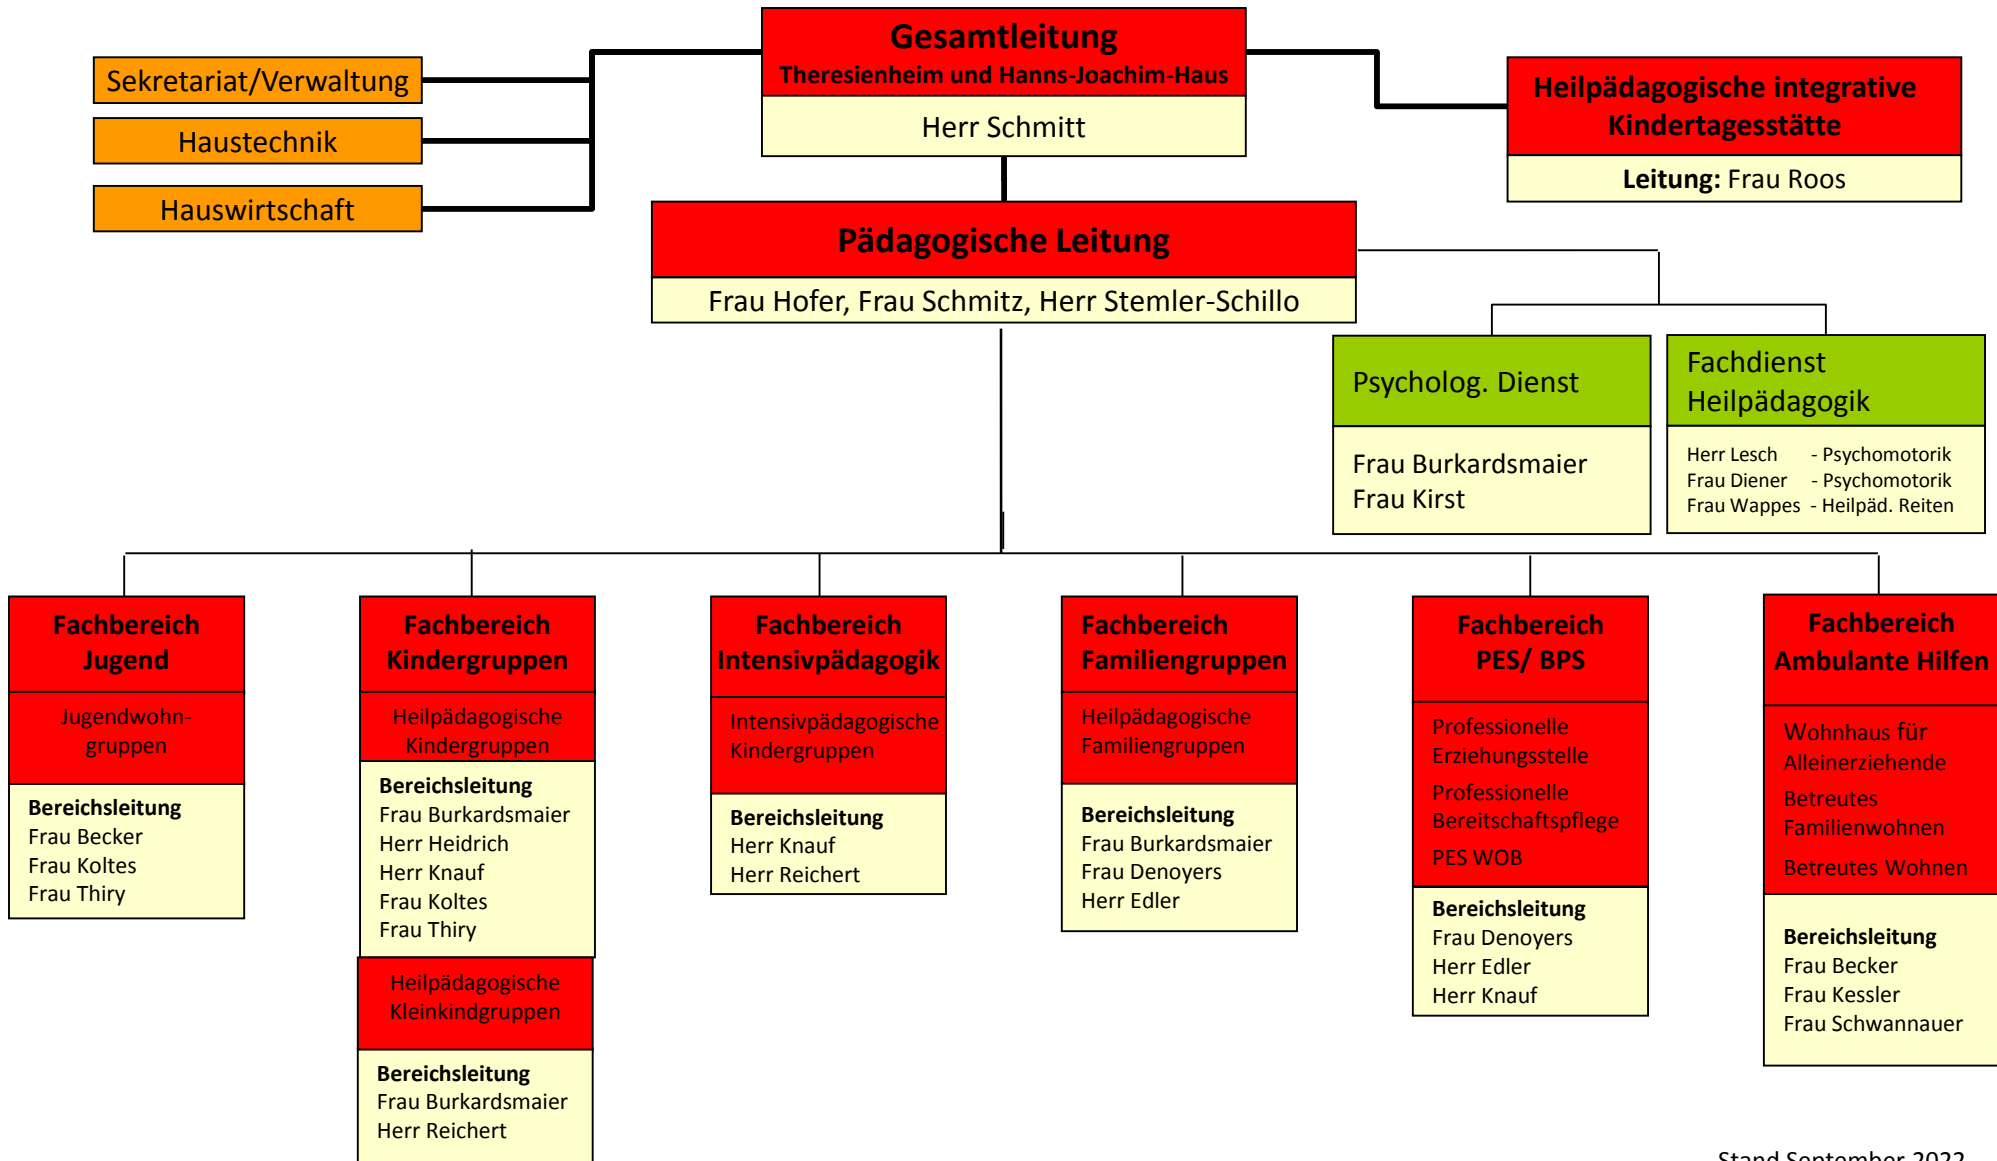 Gesamtleitung
Theresienheim und Hanns-Joachim-Haus
Herr Schmitt
Sekretariat/Verwaltung
Haustechnik
Hauswirtschaft
Heilpädagogische integrative
Kindertagesstätte
Leitung: Frau Roos
Pädagogische Leitung
Frau Hofer, Frau Schmitz, Herr Stemler-Schillo
Psycholog. Dienst
Frau Burkardsmaier
Frau Kirst
Fachdienst
Heilpädagogik
Herr Lesch - Psychomotorik
Frau Diener - Psychomotorik
Frau Wappes - Heilpäd. Reiten
Fachbereich
Jugend
Jugendwohn-
gruppen
Bereichsleitung
Frau Becker
Frau Koltes
Frau Thiry
Fachbereich
Kindergruppen
Heilpädagogische
Kindergruppen
Bereichsleitung
Frau Burkardsmaier
Herr Heidrich
Herr Knauf
Frau Koltes
Frau Thiry
Heilpädagogische
Kleinkindgruppen
Bereichsleitung
Frau Burkardsmaier
Herr Reichert
Fachbereich
Intensivpädagogik
Intensivpädagogische
Kindergruppen
Bereichsleitung
Herr Knauf
Herr Reichert
Fachbereich
Familiengruppen
Heilpädagogische
Familiengruppen
Bereichsleitung
Frau Burkardsmaier
Frau Denoyers
Herr Edler
Fachbereich
PES/ BPS
Professionelle
Erziehungsstelle
Professionelle
Bereitschaftspflege
PES WOB
Bereichsleitung
Frau Denoyers
Herr Edler
Herr Knauf
Fachbereich
Ambulante Hilfen
Wohnhaus für
Alleinerziehende
Betreutes
Familienwohnen
Betreutes Wohnen
Bereichsleitung
Frau Becker
Frau Kessler
Frau Schwannauer
Stand September 2022